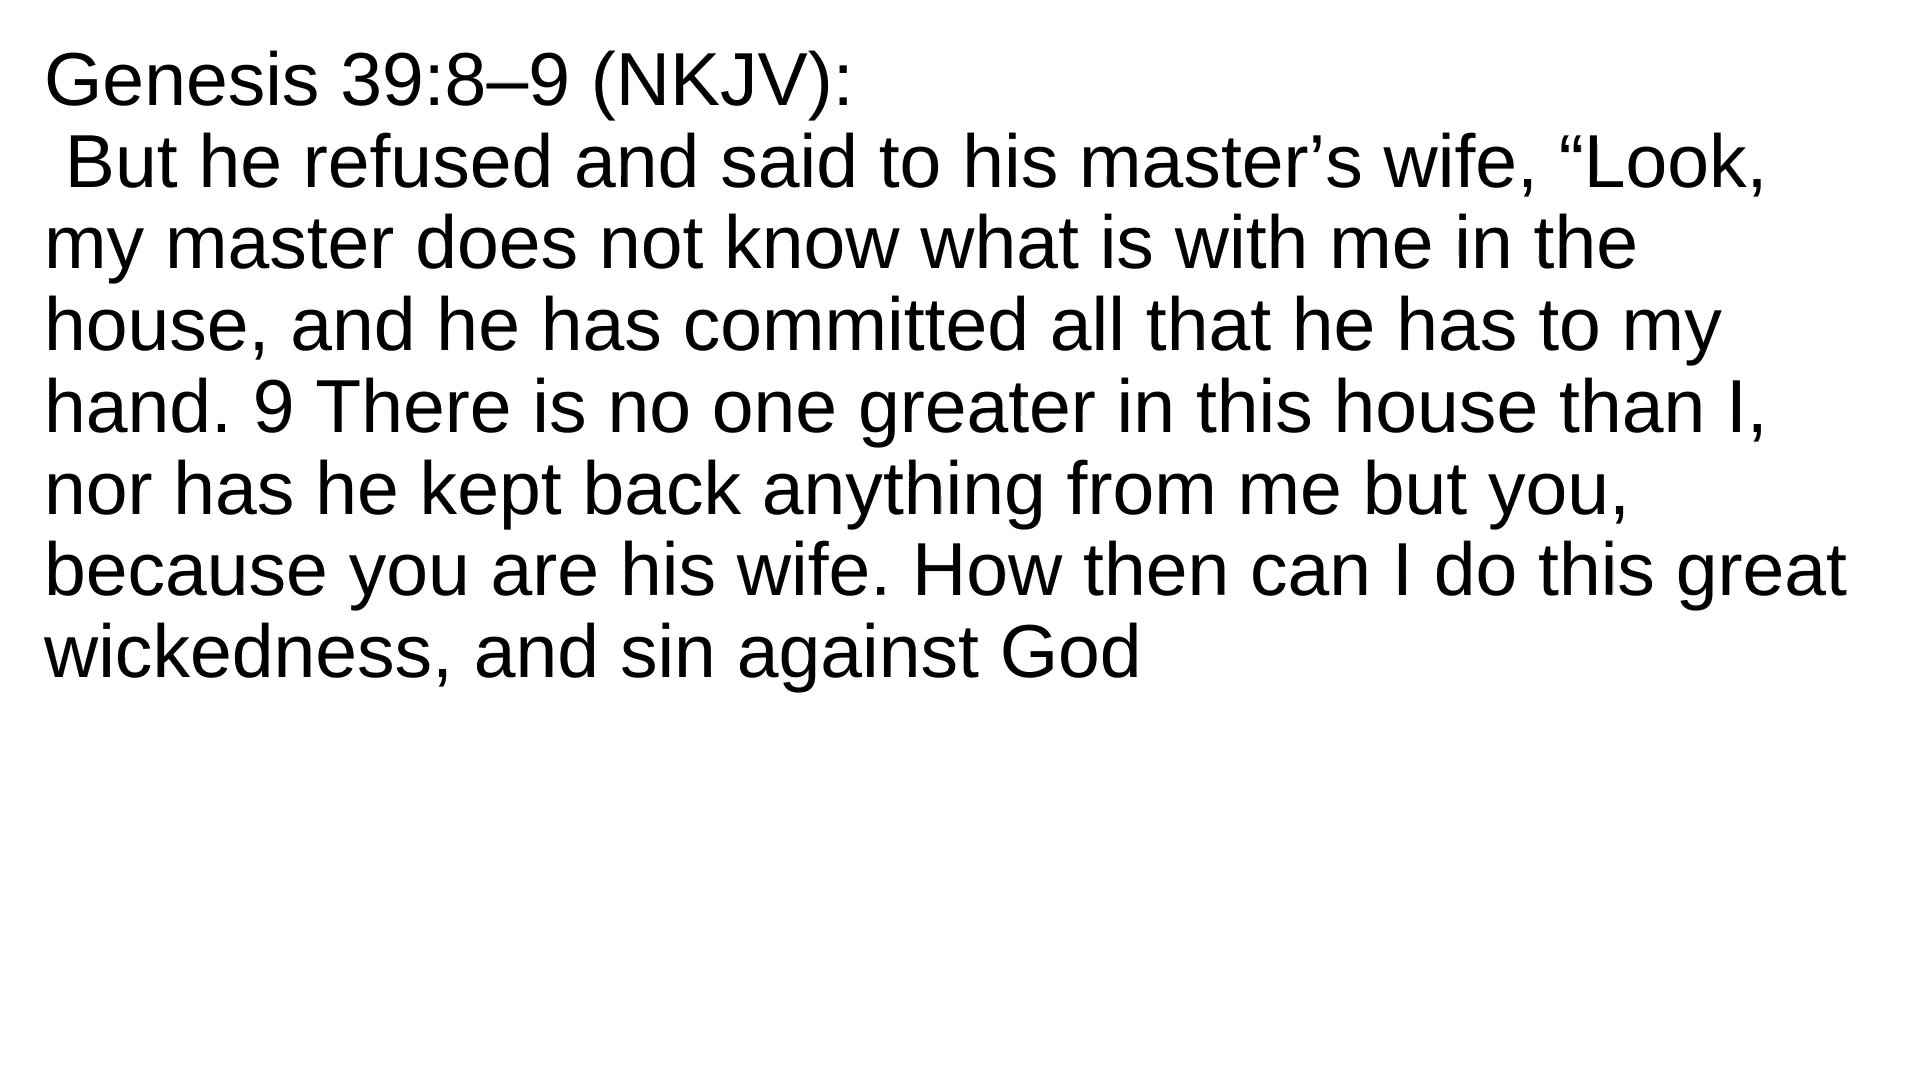 Genesis 39:8–9 (NKJV):
But he refused and said to his master’s wife, “Look,
my master does not know what is with me in the
house, and he has committed all that he has to my
hand. 9 There is no one greater in this house than I,
nor has he kept back anything from me but you,
because you are his wife. How then can I do this great
wickedness, and sin against God